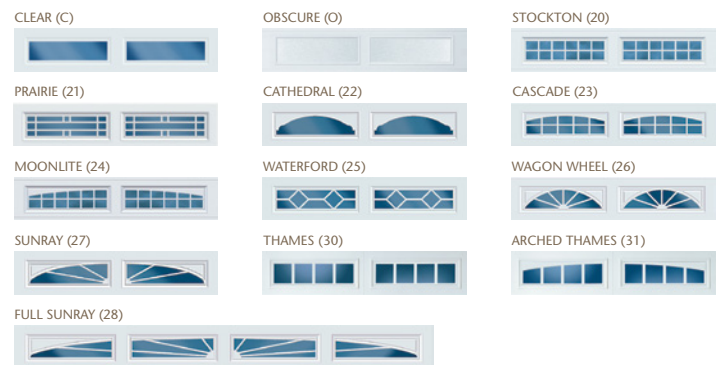 CLEAR (C)
OBSCURE (O)
STOCKTON (20)
PRAIRIE (21)
CATHEDRAL (22)
CASCADE (23)
MOONLITE (24)
WATERFORD (25)
WAGON WHEEL (26)
SUNRAY (27)
THAMES (30)
ARCHED THAMES (31)
FULL SUNRAY (28)